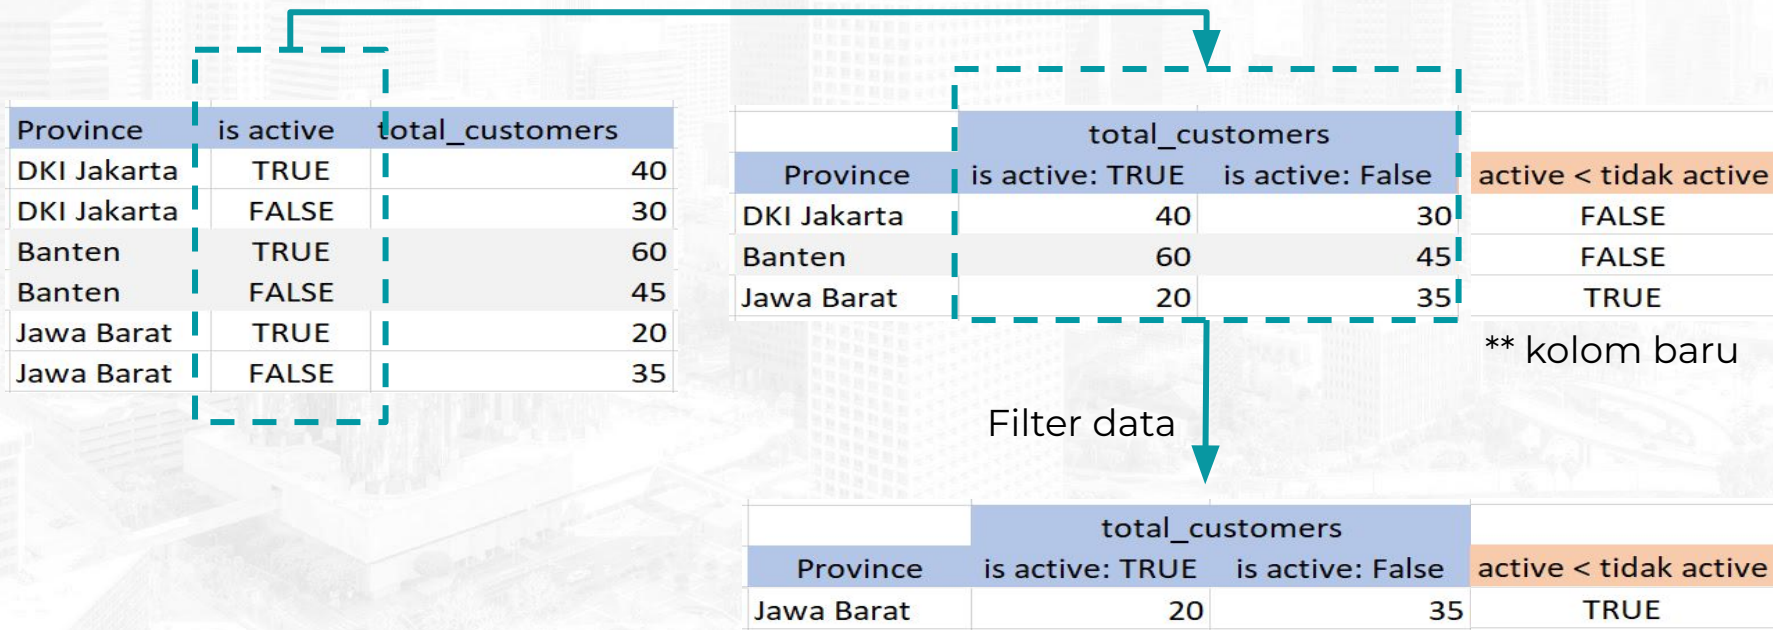 Province is active total_customers
DKI Jakarta TRUE 40
DKI Jakarta FALSE 30
Banten TRUE 60
Banten FALSE 45
Jawa Barat TRUE 20
Jawa Barat FALSE 35
total_customers
Province is active: TRUE is active: False active < tidak active
DKI Jakarta 40 30 FALSE
Banten 60 45 FALSE
Jawa Barat 20 35 TRUE
** kolom baru
Filter data
total_customers
Province is active: TRUE is active: False active < tidak active
Jawa Barat 20 35 TRUE